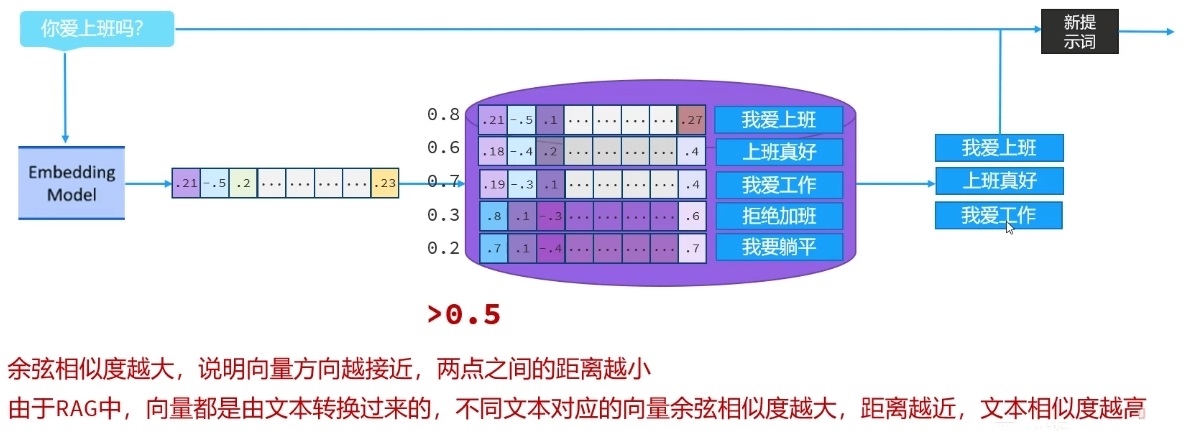 你爱上班吗?
新提
示词
Embedding
Model
.21 -.5 .2 ... ... ... ... .23
0.8 .21 -.5 .1 ... ... ... ... .27 我爱上班
0.6 .18 -.4 .2 ... ... ... ... .4 上班真好
0.7 .19 -.3 .1 ... ... ... ... .4 我爱工作
0.3 .8 .1 -.3 ... ... ... ... .6 拒绝加班
0.2 .7 .1 -.4 ... ... ... ... .7 我要躺平
我爱上班
上班真好
我爱工作
>0.5
余弦相似度越大，说明向量方向越接近，两点之间的距离越小
由于RAG中，向量都是由文本转换过来的，不同文本对应的向量余弦相似度越大，距离越近，文本相似度越高